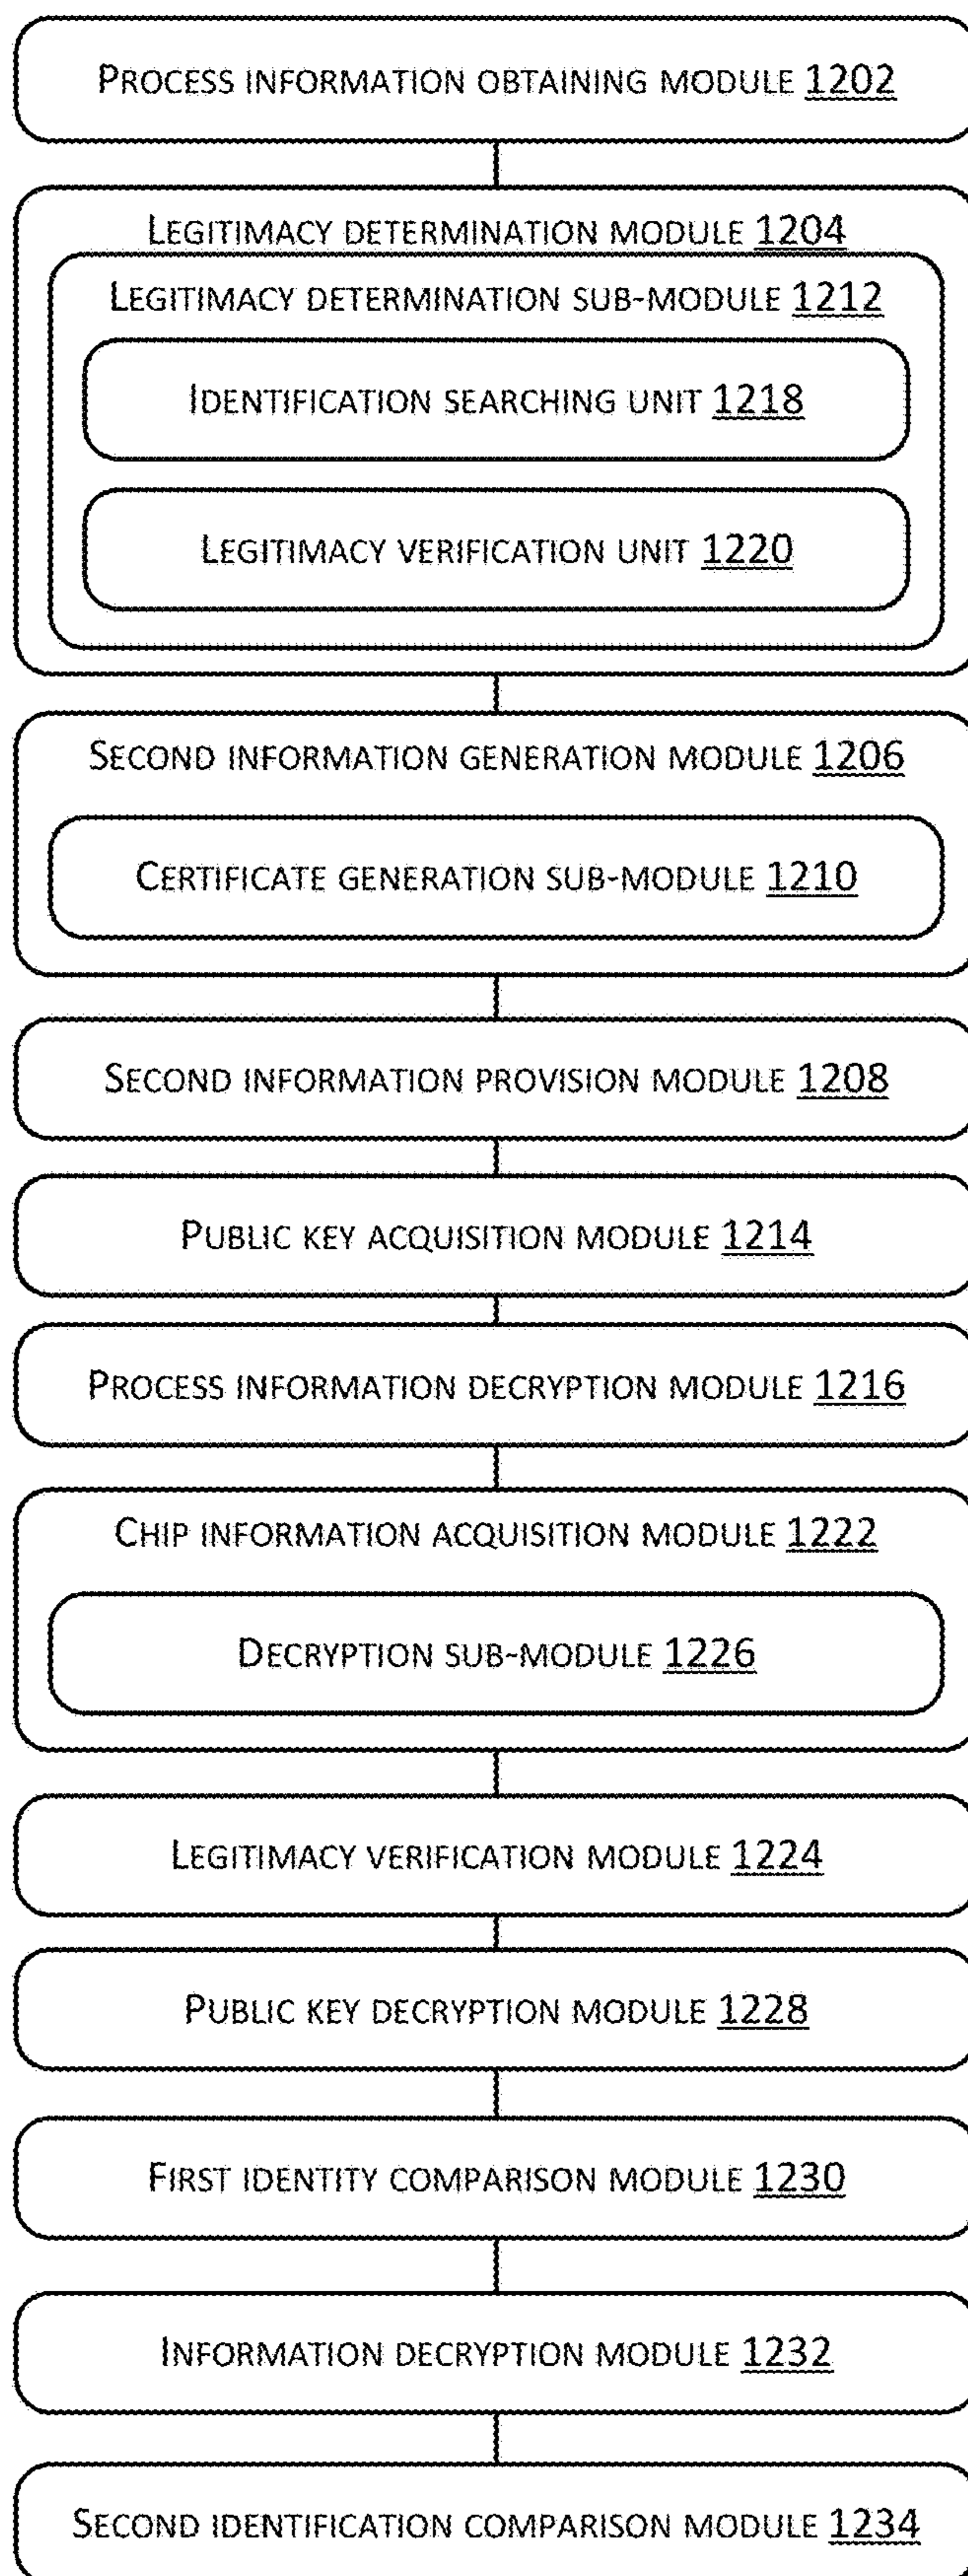 PROCESS INFORMATION OBTAINING MODULE 1202
LEGITIMACY DETERMINATION MODULE 1204
LEGITIMACY DETERMINATION SUB-MODULE 1212
IDENTIFICATION SEARCHING UNIT 1218
LEGITIMACY VERIFICATION UNIT 1220
SECOND INFORMATION GENERATION MODULE 1206
CERTIFICATE GENERATION SUB-MODULE 1210
SECOND INFORMATION PROVISION MODULE 1208
PUBLIC KEY ACQUISITION MODULE 1214
PROCESS INFORMATION DECRYPTION MODULE 1216
CHIP INFORMATION ACQUISITION MODULE 1222
DECRYPTION SUB-MODULE 1226
LEGITIMACY VERIFICATION MODULE 1224
PUBLIC KEY DECRYPTION MODULE 1228
FIRST IDENTITY COMPARISON MODULE 1230
INFORMATION DECRYPTION MODULE 1232
SECOND IDENTIFICATION COMPARISON MODULE 1234